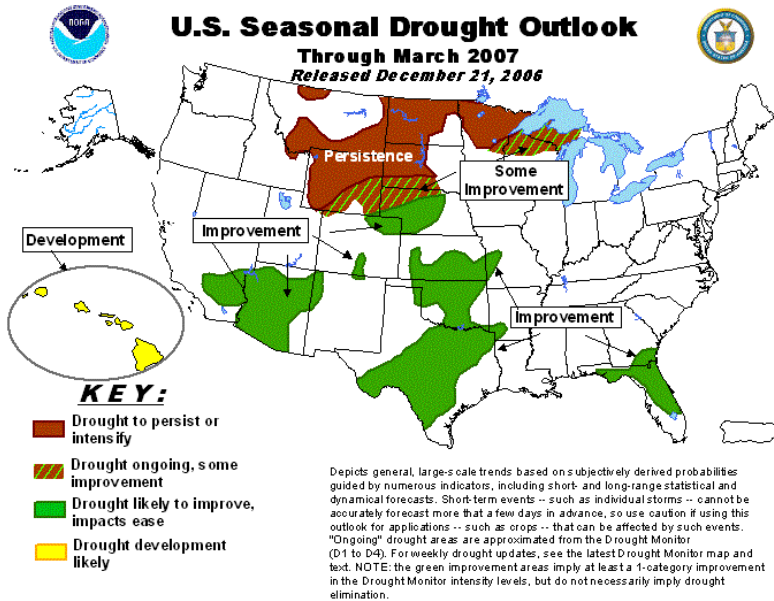 NOAA
U.S. Seasonal Drought Outlook
Through March 2007
Released December 21, 2006
Persistence
Some
Improvement
Improvement
Development
Improvement
KEY:
Drought to persist or
intensify
Drought ongoing, some
improvement
Drought likely to improve,
impacts ease
Drought development
likely
Depicts general, large-scale trends based on subjectively derived probabilities
guided by numerous indicators, including short- and long-range statistical and
dynamical forecasts. Short-term events -- such as individual storms -- cannot be
accurately forecast more that a few days in advance, so use caution if using this
outlook for applications -- such as crops -- that can be affected by such events.
"Ongoing" drought areas are approximated from the Drought Monitor
(D1 to D4). For weekly drought updates, see the latest Drought Monitor map and
text. NOTE: the green improvement areas imply at least a 1-category improvement
in the Drought Monitor intensity levels, but do not necessarily imply drought
elimination.